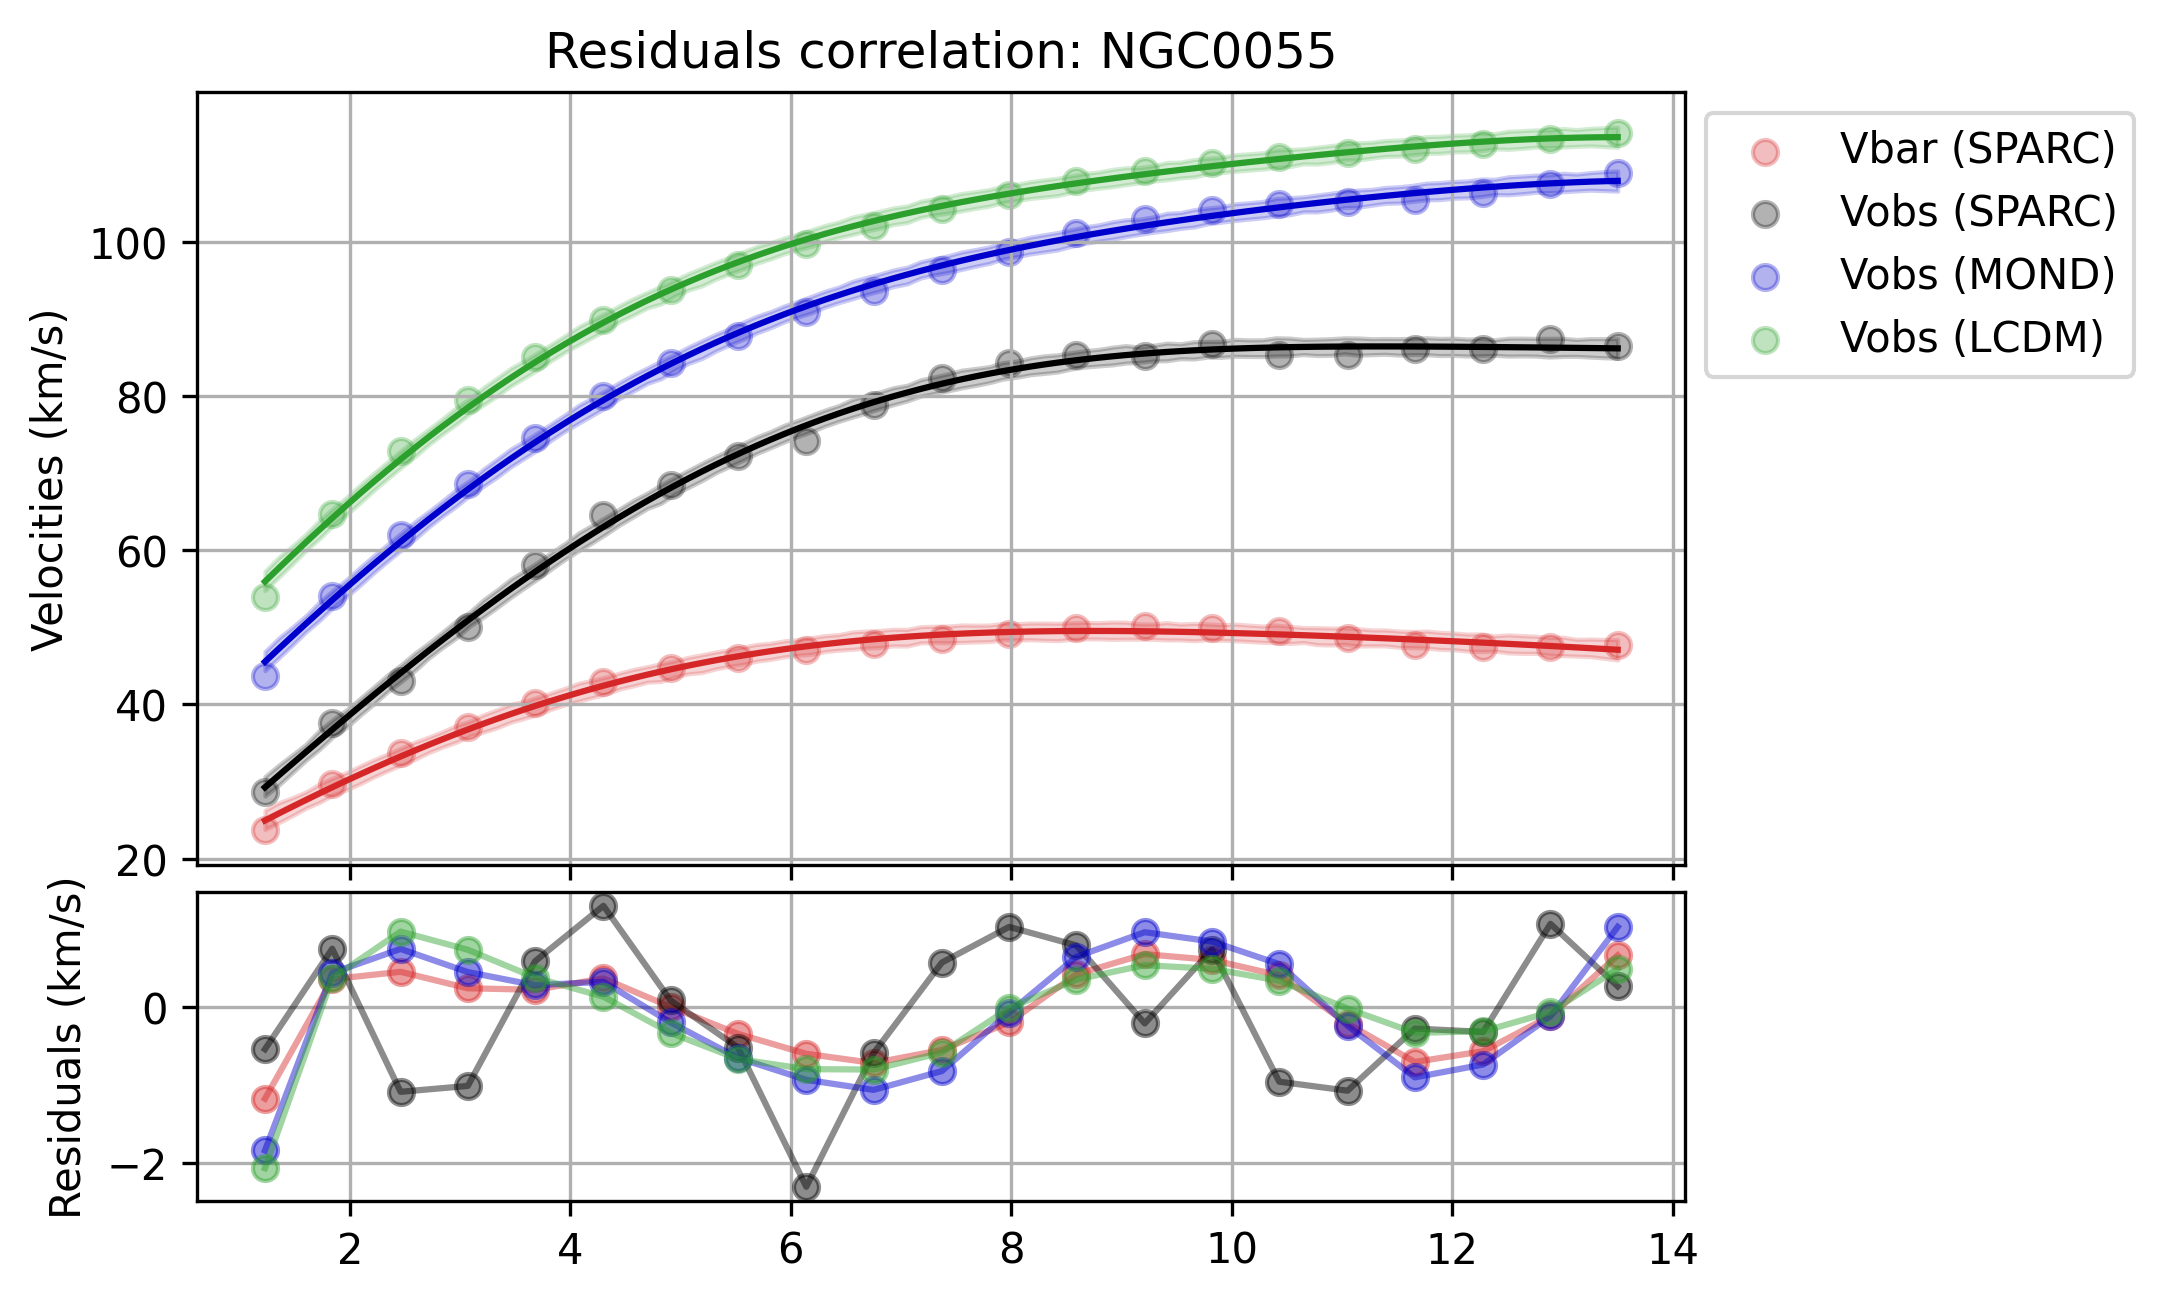 Residuals correlation: NGC0055
Velocities (km/s)
100
80
60
40
20
Vbar (SPARC)
Vobs (SPARC)
Vobs (MOND)
Vobs (LCDM)
Residuals (km/s)
0
−2
2 4 6 8 10 12 14